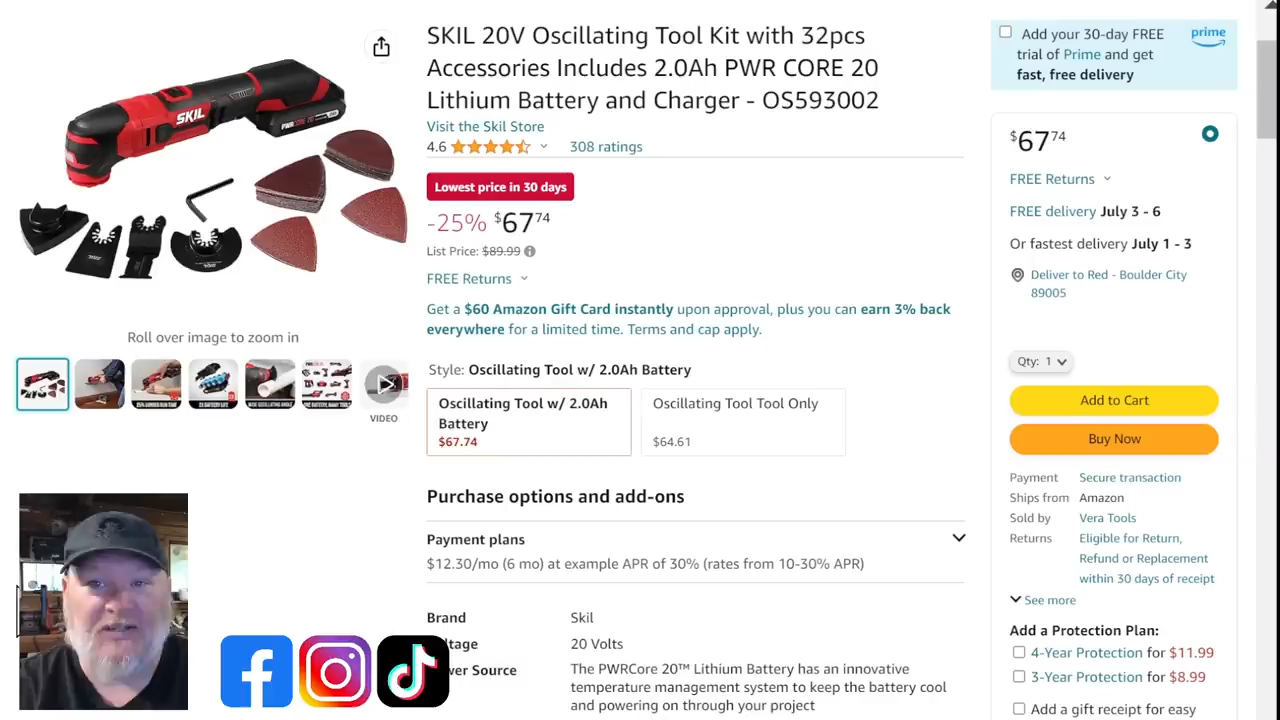 SKIL 20V Oscillating Tool Kit with 32pcs
Accessories Includes 2.0Ah PWR CORE 20
Lithium Battery and Charger - OS593002
Visit the Skil Store
4.6
308 ratings
Lowest price in 30 days
-25% $67 74
List Price: $89.99
FREE Returns
Get a $60 Amazon Gift Card instantly upon approval, plus you can earn 3% back
everywhere for a limited time. Terms and cap apply.
SKIL
Roll over image to zoom in
VIDEO
Style: Oscillating Tool w/ 2.0Ah Battery
Oscillating Tool w/ 2.0Ah
Battery
$67.74
Oscillating Tool Tool Only
$64.61
Purchase options and add-ons
Payment plans
$12.30/mo (6 mo) at example APR of 30% (rates from 10-30% APR)
Brand
Skil
tage
20 Volts
er Source
The PWRCore 20™ Lithium Battery has an innovative
temperature management system to keep the battery cool
and powering on through your project
Add your 30-day FREE
trial of Prime and get
fast, free delivery
prime
$67 74
FREE Returns
FREE delivery July 3 - 6
Or fastest delivery July 1 - 3
Deliver to Red - Boulder City
89005
Qty: 1
Add to Cart
Buy Now
Payment
Secure transaction
Ships from
Amazon
Sold by
Vera Tools
Returns
Eligible for Return,
Refund or Replacement
within 30 days of receipt
See more
Add a Protection Plan:
4-Year Protection for $11.99
3-Year Protection for $8.99
Add a gift receipt for easy